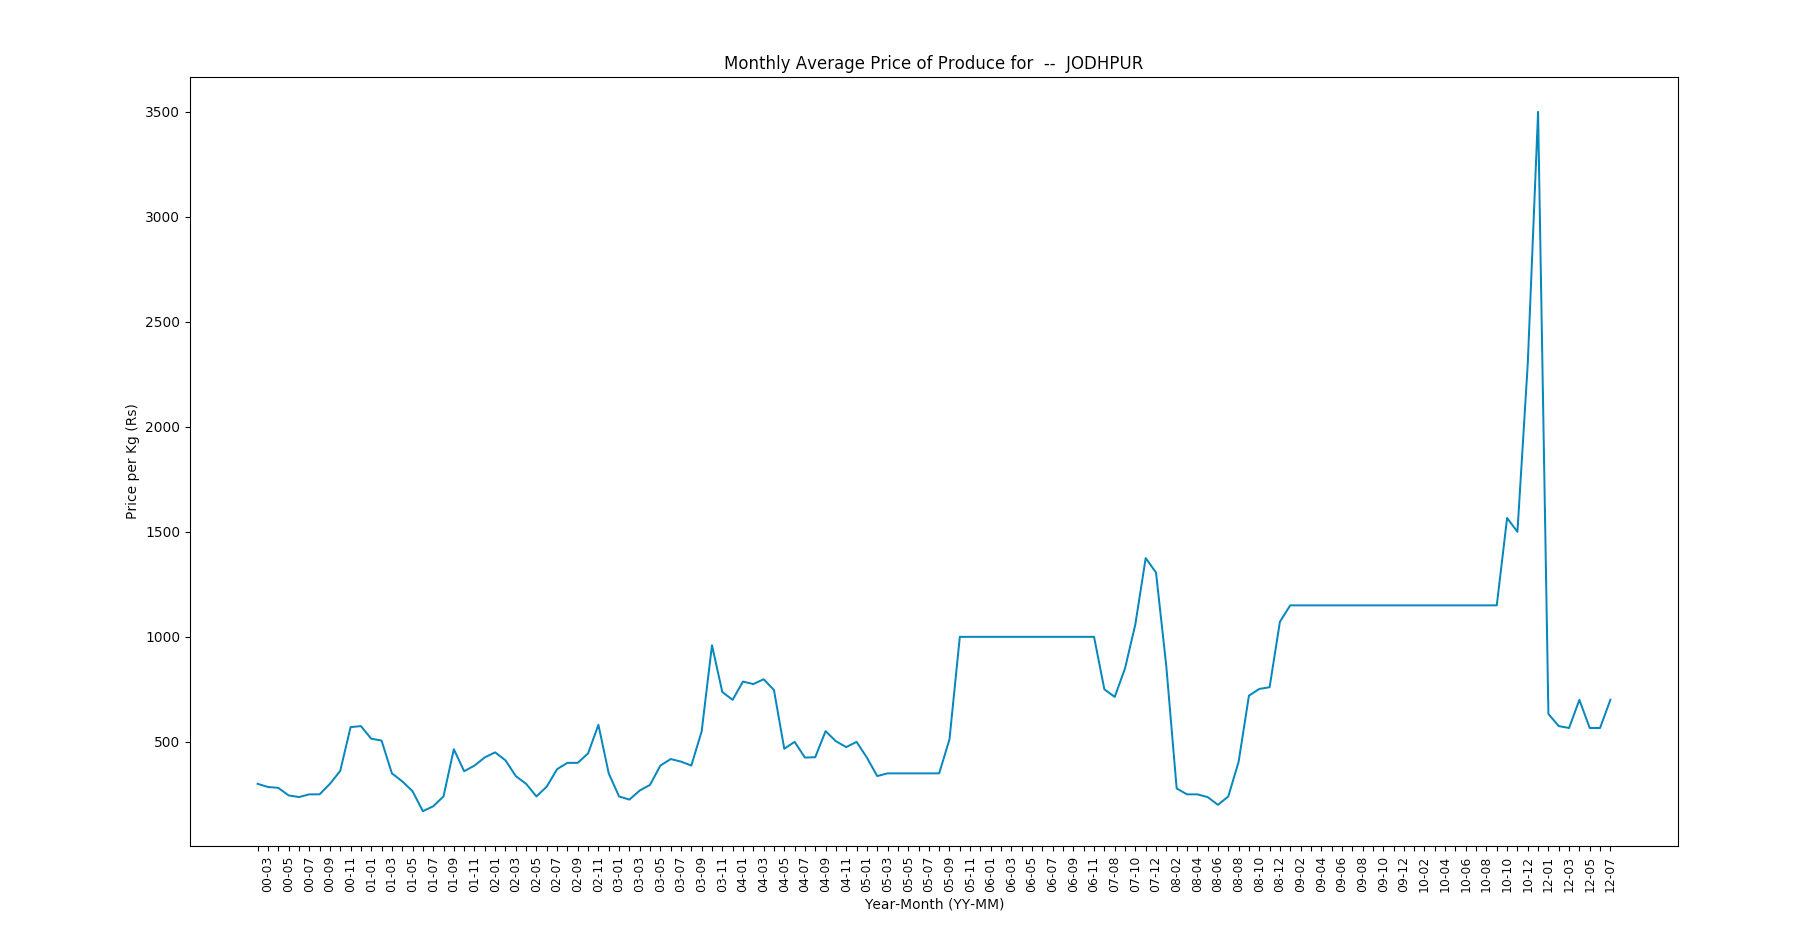 Monthly Average Price of Produce for  --  JODHPUR
3500
3000
2500
2000
1500
1000
500
Price per Kg (Rs)
00-03 00-05 00-07 00-09 00-11 01-01 01-03 01-05 01-07 01-09 01-11 02-01 02-03 02-05 02-07 02-09 02-11 03-01 03-03 03-05 03-07 03-09 03-11 04-01 04-03 04-05 04-07 04-09 04-11 05-01 05-03 05-05 05-07 05-09 05-11 06-01 06-03 06-05 06-07 06-09 06-11 07-08 07-10 07-12 08-02 08-04 08-06 08-08 08-10 08-12 09-02 09-04 09-06 09-08 09-10 09-12 10-02 10-04 10-06 10-08 10-10 10-12 12-01 12-03 12-05 12-07
Year-Month (YY-MM)